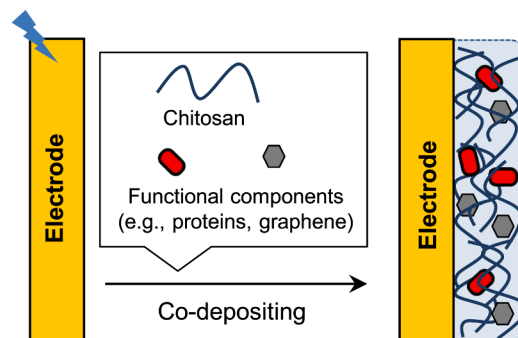 Electrode
Chitosan
Functional components
(e.g., proteins, graphene)
Co-depositing
Electrode